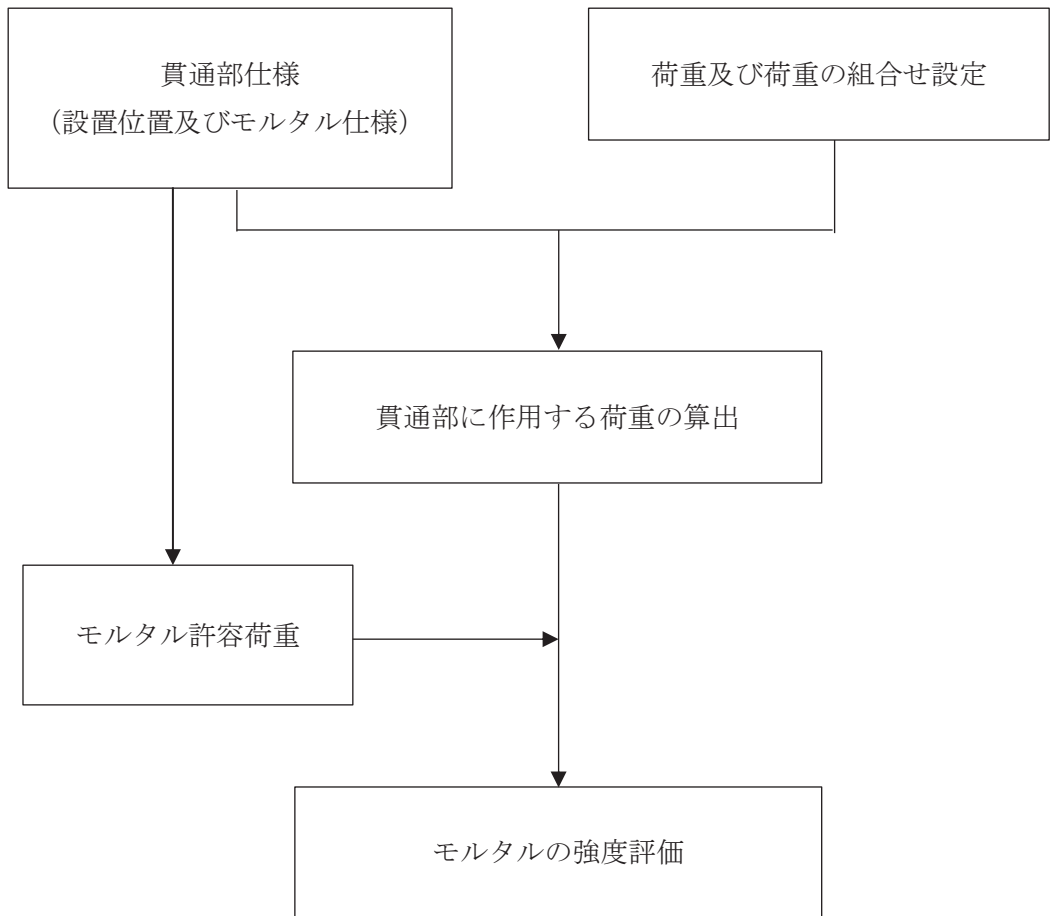 貫通部仕様
（設置位置及びモルタル仕様）
荷重及び荷重の組合せ設定
貫通部に作用する荷重の算出
モルタル許容荷重
モルタルの強度評価